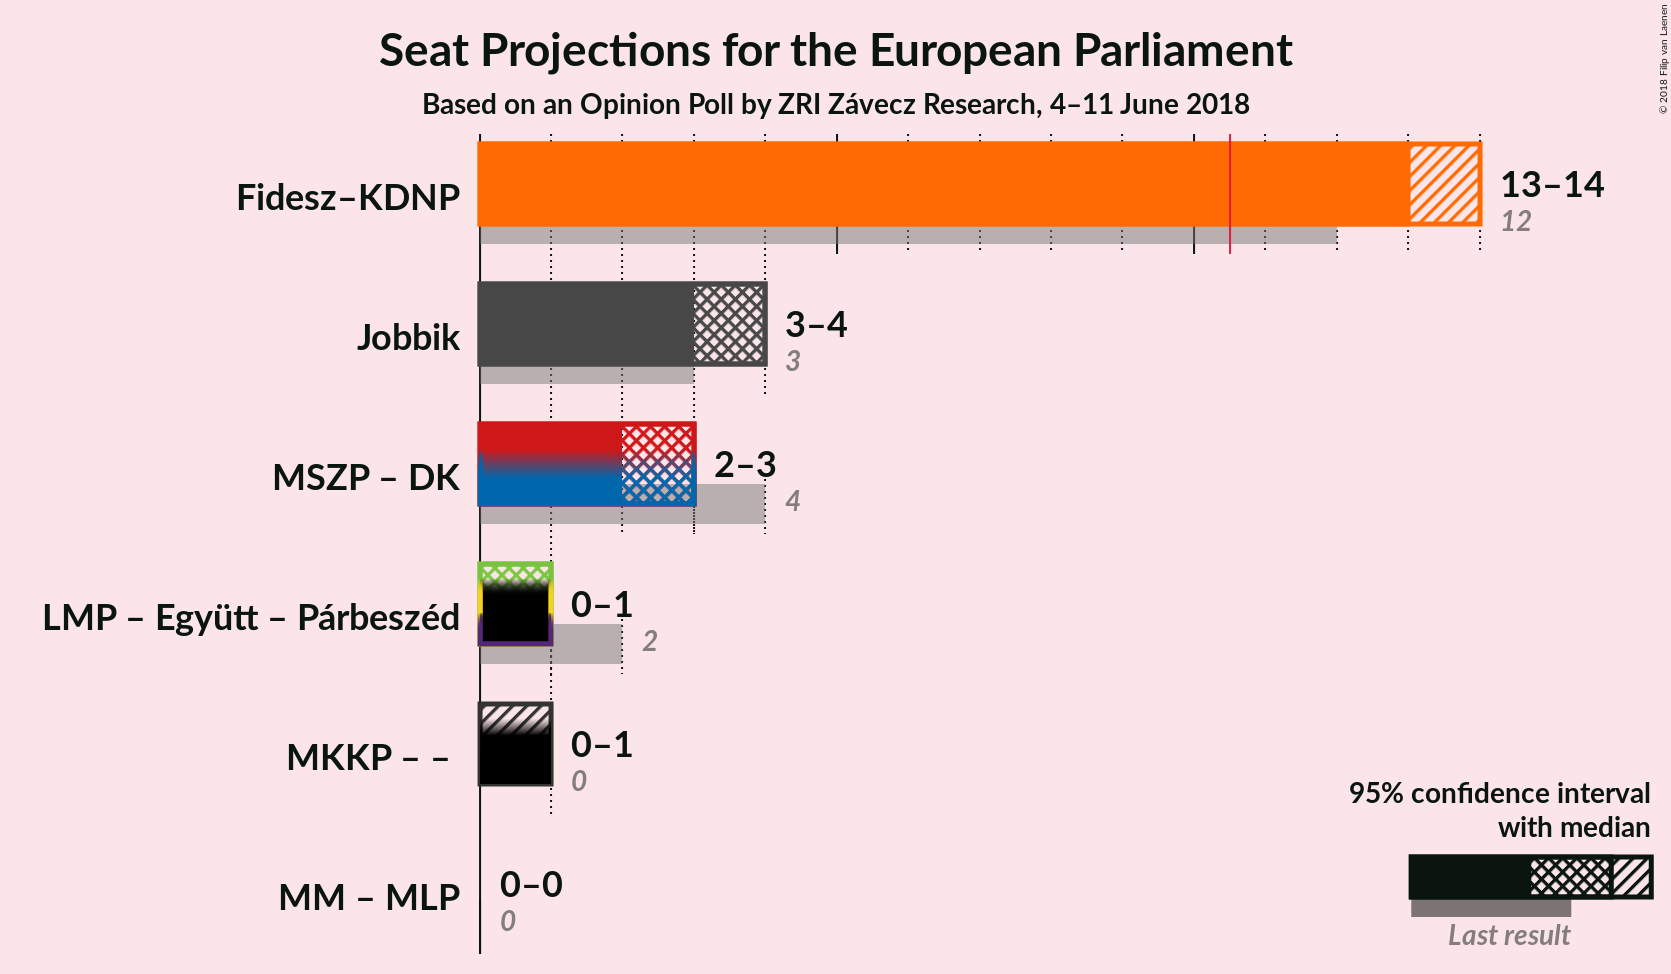 Seat Projections for the European Parliament
Based on an Opinion Poll by ZRI Závecz Research, 4–11 June 2018
© 2018 Filip van Laenen
Fidesz–KDNP
13–14
12
Jobbik
3–4
3
MSZP – DK
2–3
4
LMP – Együtt – Párbeszéd
0–1
2
MKKP – –
0–1
0
MM – MLP
0–0
0
95% confidence interval
with median
Last result